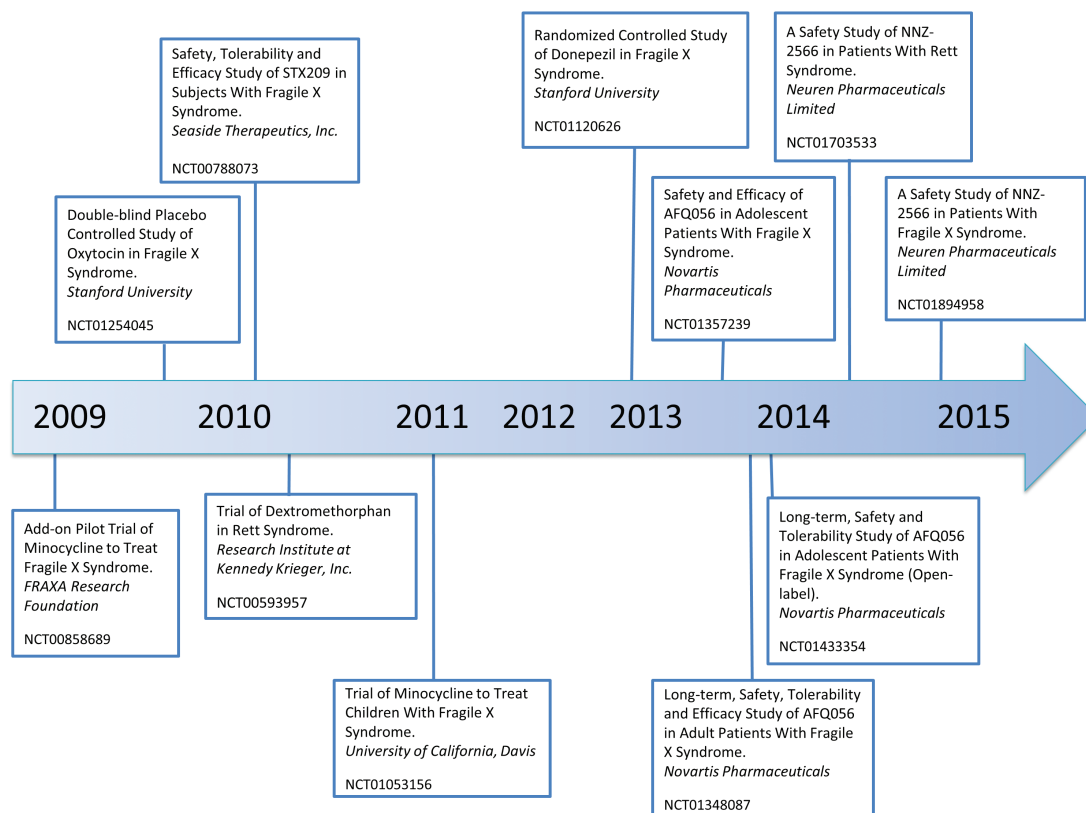 Safety, Tolerability and
Efficacy Study of STX209 in
Subjects With Fragile X
Syndrome.
Seaside Therapeutics, Inc.
NCT00788073
Double-blind Placebo
Controlled Study of
Oxytocin in Fragile X
Syndrome.
Stanford University
NCT01254045
Randomized Controlled Study
of Donepezil in Fragile X
Syndrome.
Stanford University
NCT01120626
Safety and Efficacy of
AFQ056 in Adolescent
Patients With Fragile X
Syndrome.
Novartis
Pharmaceuticals
NCT01357239
A Safety Study of NNZ-
2566 in Patients With Rett
Syndrome.
Neuren Pharmaceuticals
Limited
NCT01703533
A Safety Study of NNZ-
2566 in Patients With
Fragile X Syndrome.
Neuren Pharmaceuticals
Limited
NCT01894958
2009 2010 2011 2012 2013 2014 2015
Add-on Pilot Trial of
Minocycline to Treat
Fragile X Syndrome.
FRAXA Research
Foundation
NCT00858689
Trial of Dextromethorphan
in Rett Syndrome.
Research Institute at
Kennedy Krieger, Inc.
NCT00593957
Trial of Minocycline to Treat
Children With Fragile X
Syndrome.
University of California, Davis
NCT01053156
Long-term, Safety, Tolerability
and Efficacy Study of AFQ056
in Adult Patients With Fragile
X Syndrome.
Novartis Pharmaceuticals
NCT01348087
Long-term, Safety and
Tolerability Study of AFQ056
in Adolescent Patients With
Fragile X Syndrome (Open-
label).
Novartis Pharmaceuticals
NCT01433354